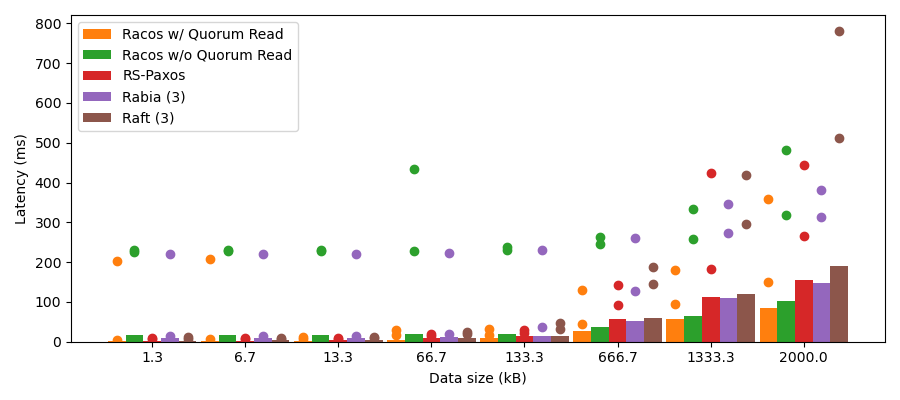 800
700
600
500
400
300
200
100
0
Latency (ms)
Racos w/ Quorum Read
Racos w/o Quorum Read
RS-Paxos
Rabia (3)
Raft (3)
1.3 6.7 13.3 66.7 133.3 666.7 1333.3 2000.0
Data size (kB)